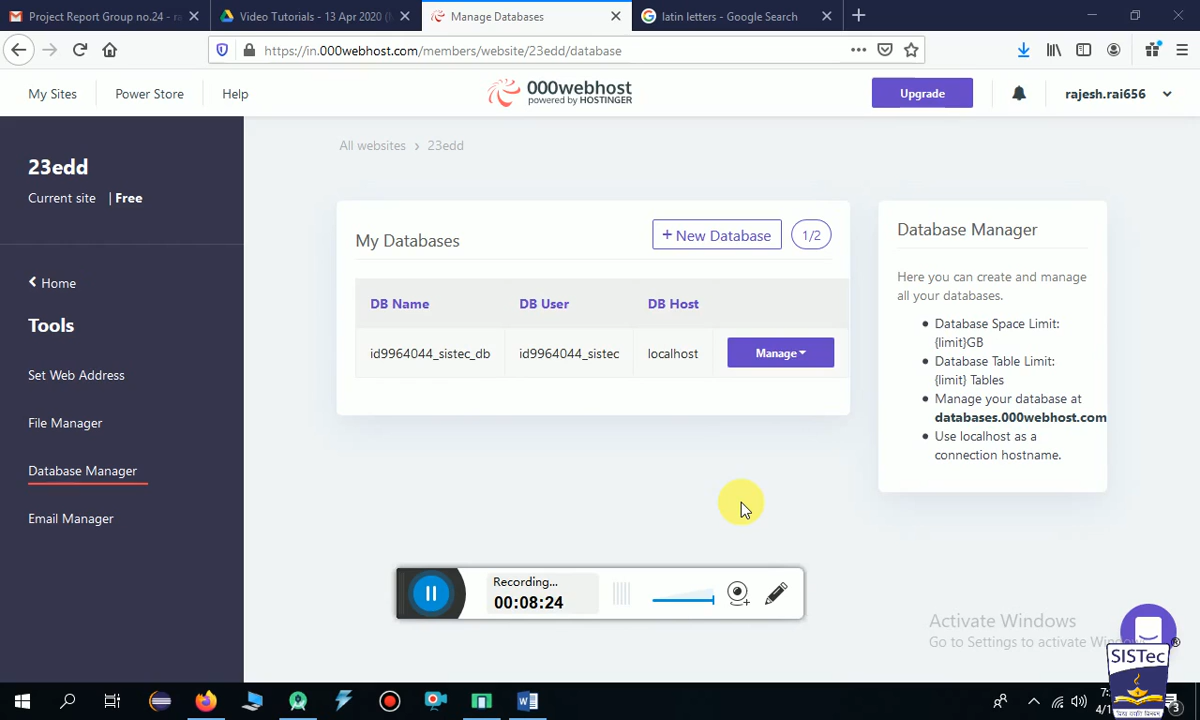 Project Report Group no.24 - r
Video Tutorials - 13 Apr 2020 (
Manage Databases
latin letters - Google Search
https://in.000webhost.com/members/website/23edd/database
My Sites
Power Store
Help
000webhost
powered by HOSTINGER
Upgrade
rajesh.rai656
23edd
Current site | Free
Home
Tools
Set Web Address
File Manager
Database Manager
Email Manager
All websites › 23edd
My Databases
+ New Database
1/2
DB Name DB User DB Host
id9964044_sistec_db id9964044_sistec localhost Manage
Database Manager
Here you can create and manage
all your databases.
Database Space Limit:
{limit}GB
Database Table Limit:
{limit} Tables
Manage your database at
databases.000webhost.com
Use localhost as a
connection hostname.
Recording...
00:08:24
Activate Windows
Go to Settings to activate
SISTec
®
7:
4/1
3